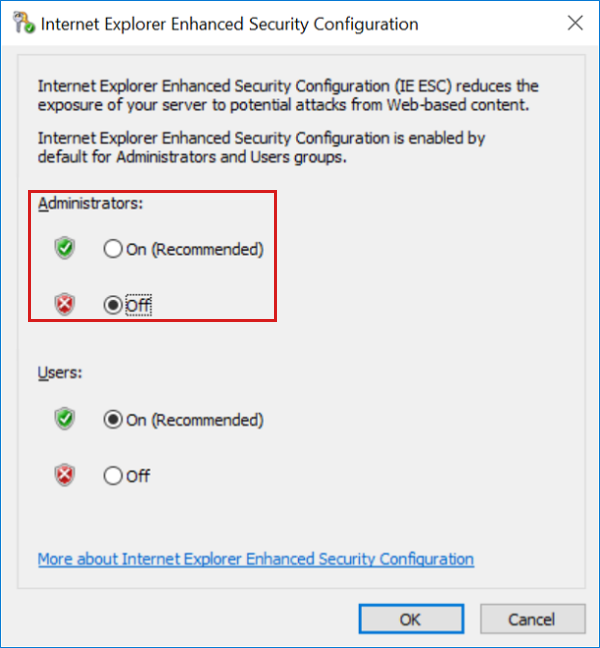 Internet Explorer Enhanced Security Configuration
Internet Explorer Enhanced Security Configuration (IE ESC) reduces the
exposure of your server to potential attacks from Web-based content.
Internet Explorer Enhanced Security Configuration is enabled by
default for Administrators and Users groups.
Administrators:
On (Recommended)
Off
Users:
On (Recommended)
Off
More about Internet Explorer Enhanced Security Configuration
OK
Cancel